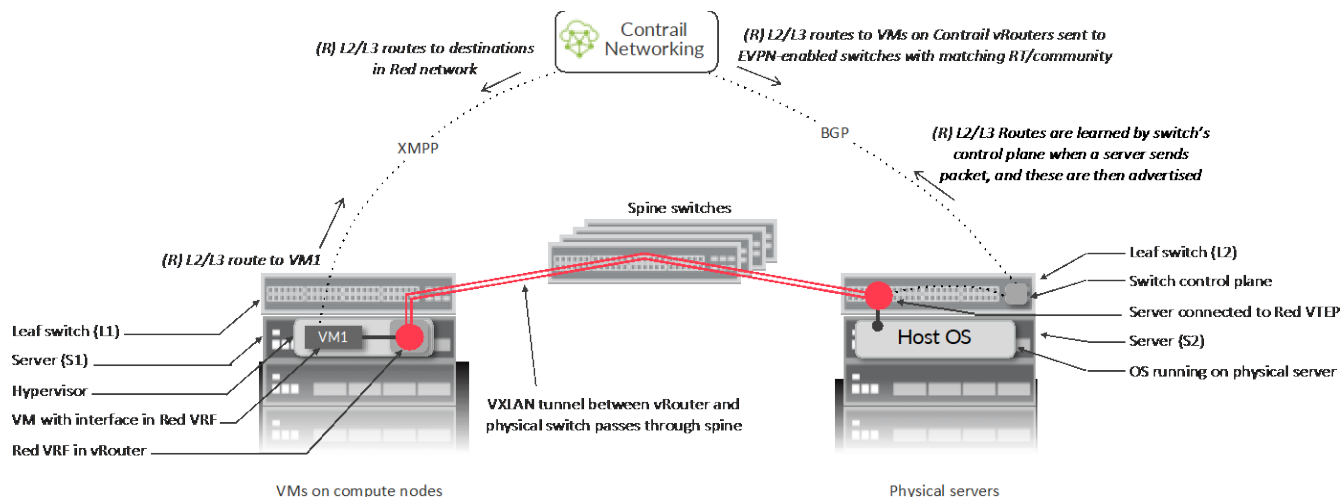 Contrail
Networking
(R) L2/L3 routes to destinations
in Red network
(R) L2/L3 routes to VMs on Contrail vRouters sent to
EVPN-enabled switches with matching RT/community
XMPP
BGP
(R) L2/L3 Routes are learned by switch's
control plane when a server sends
packet, and these are then advertised
Spine switches
(R) L2/L3 route to VM1
Leaf switch (L1)
Server (S1)
Hypervisor
VM with interface in Red VRF
Red VRF in vRouter
VM1
VXLAN tunnel between vRouter and
physical switch passes through spine
Host OS
Leaf switch (L2)
Switch control plane
Server connected to Red VTEP
Server (S2)
OS running on physical server
VMs on compute nodes
Physical servers